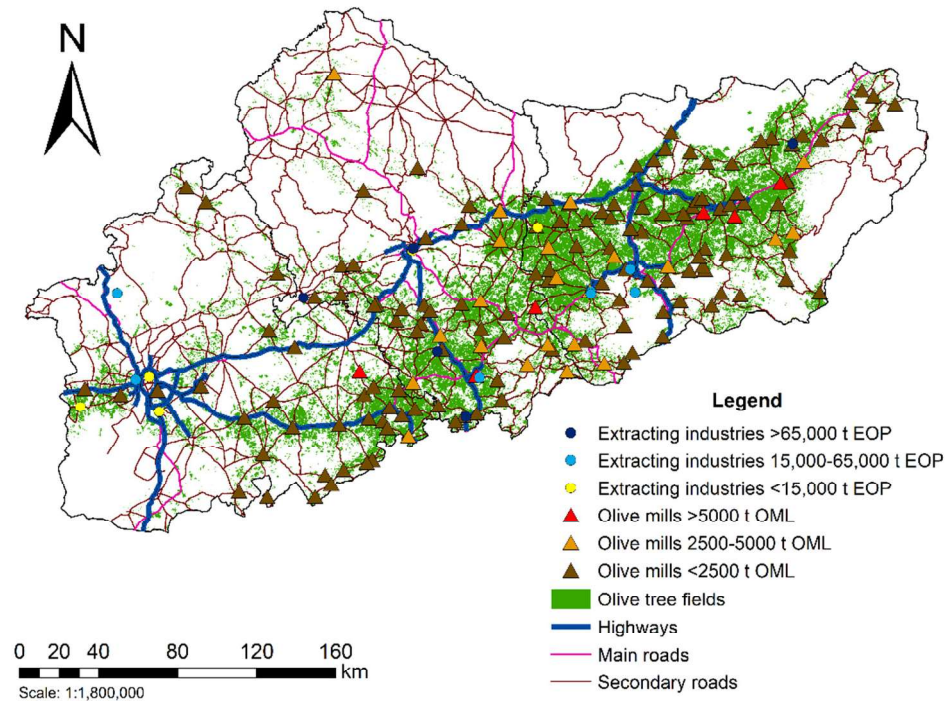 N
Legend
Extracting industries >65,000 t EOP
Extracting industries 15,000-65,000 t EOP
Extracting industries <15,000 t EOP
Olive mills >5000 t OML
Olive mills 2500-5000 t OML
Olive mills <2500 t OML
Olive tree fields
Highways
Main roads
Secondary roads
0 20 40 80 120 160
km
Scale: 1:1,800,000